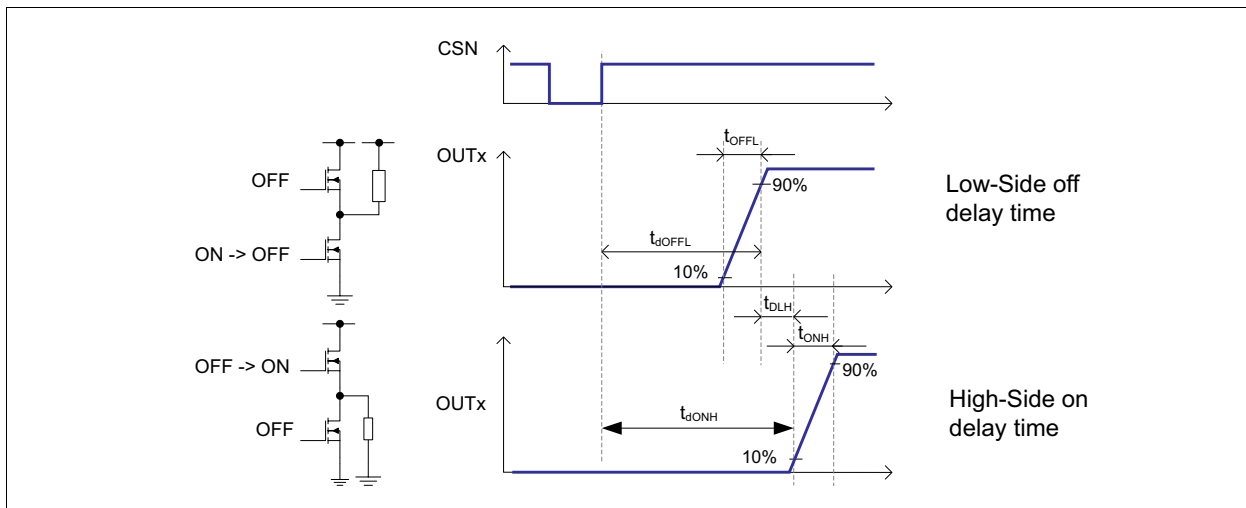 CSN
OUTx
tOFFL
90%
tdOFFL
10%
OFF
ON -> OFF
Low-Side off
delay time
tDLH
tONH
90%
OUTx
tdONH
10%
OFF -> ON
OFF
High-Side on
delay time